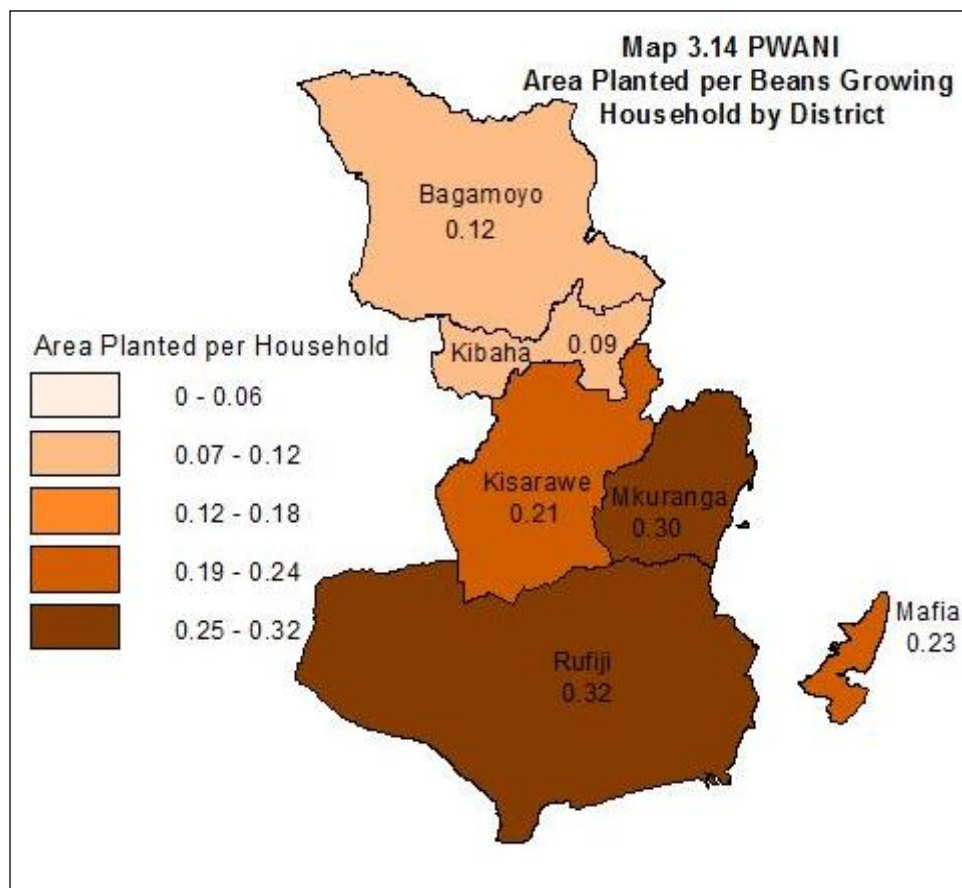 Map 3.14 PWANI
Area Planted per Beans Growing
Household by District
Bagamoyo
0.12
Kibaha
0.09
Area Planted per Household
0 - 0.06
0.07 - 0.12
0.12 - 0.18
0.19 - 0.24
0.25 - 0.32
Kisarawe
0.21
Mkuranga
0.30
Mafia
0.23
Rufiji
0.32